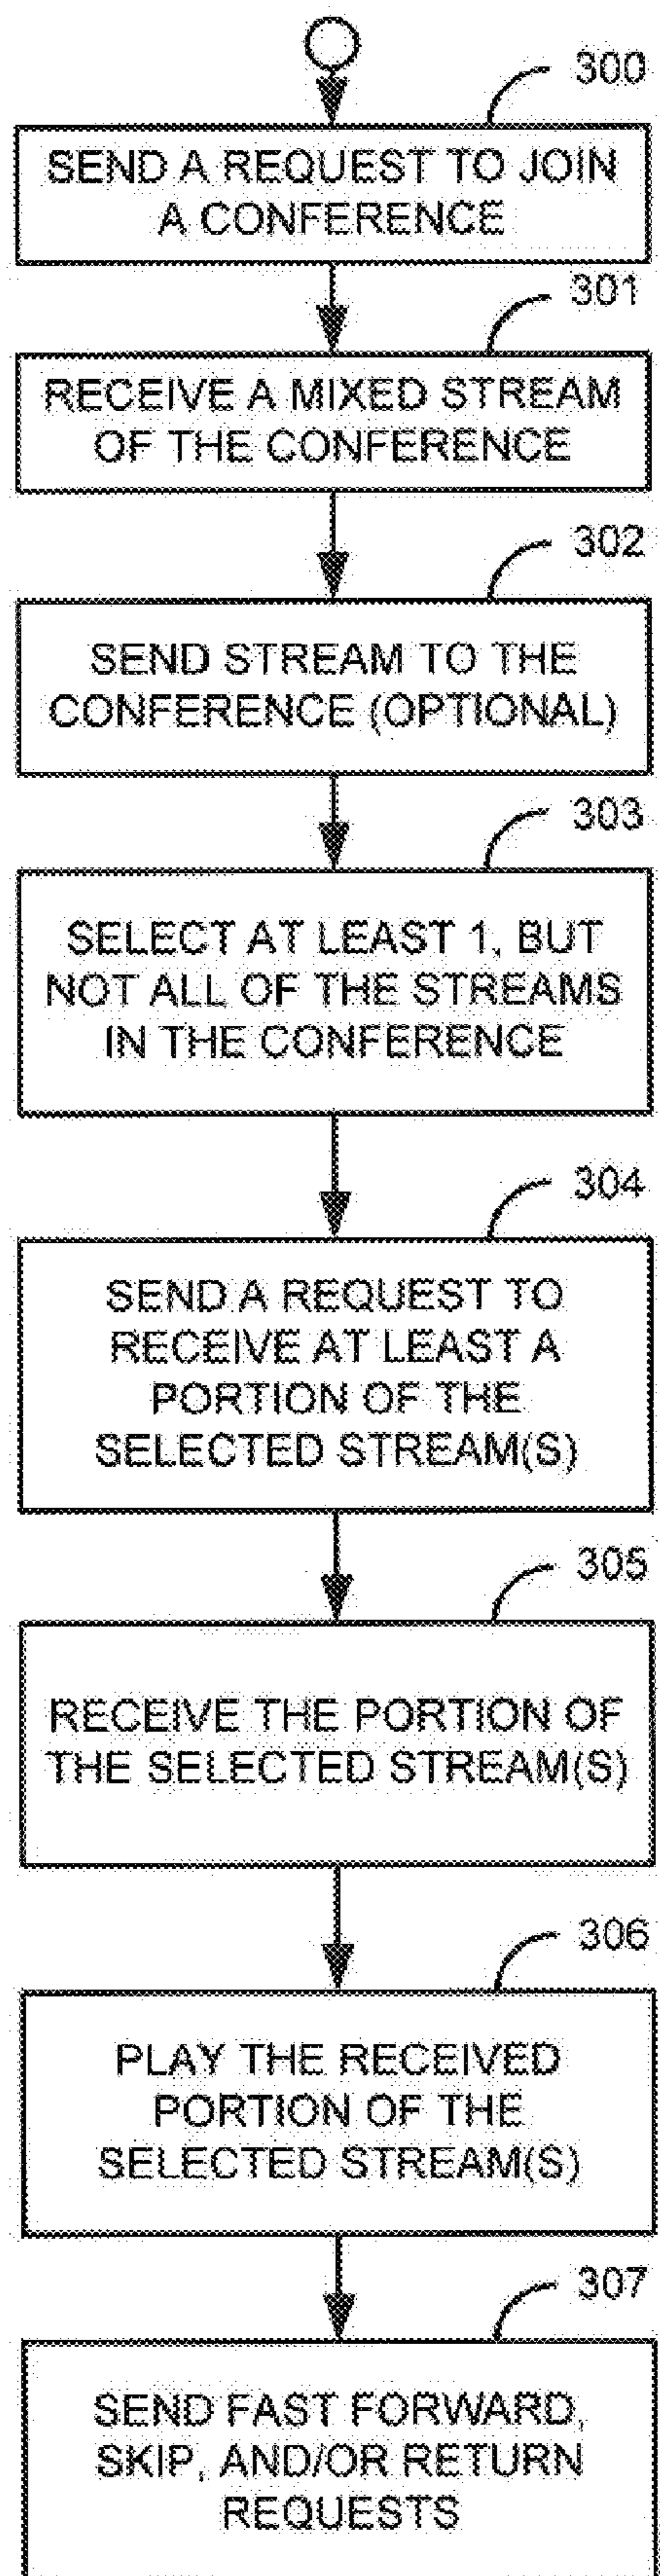 300
SEND A REQUEST TO JOIN
A CONFERENCE
301
RECEIVE A MIXED STREAM
OF THE CONFERENCE
302
SEND STREAM TO THE
CONFERENCE (OPTIONAL)
303
SELECT AT LEAST 1, BUT
NOT ALL OF THE STREAMS
IN THE CONFERENCE
304
SEND A REQUEST TO
RECEIVE AT LEAST A
PORTION OF THE
SELECTED STREAM(S)
305
RECEIVE THE PORTION OF
THE SELECTED STREAM(S)
306
PLAY THE RECEIVED
PORTION OF THE
SELECTED STREAM(S)
307
SEND FAST FORWARD,
SKIP, AND/OR RETURN
REQUESTS